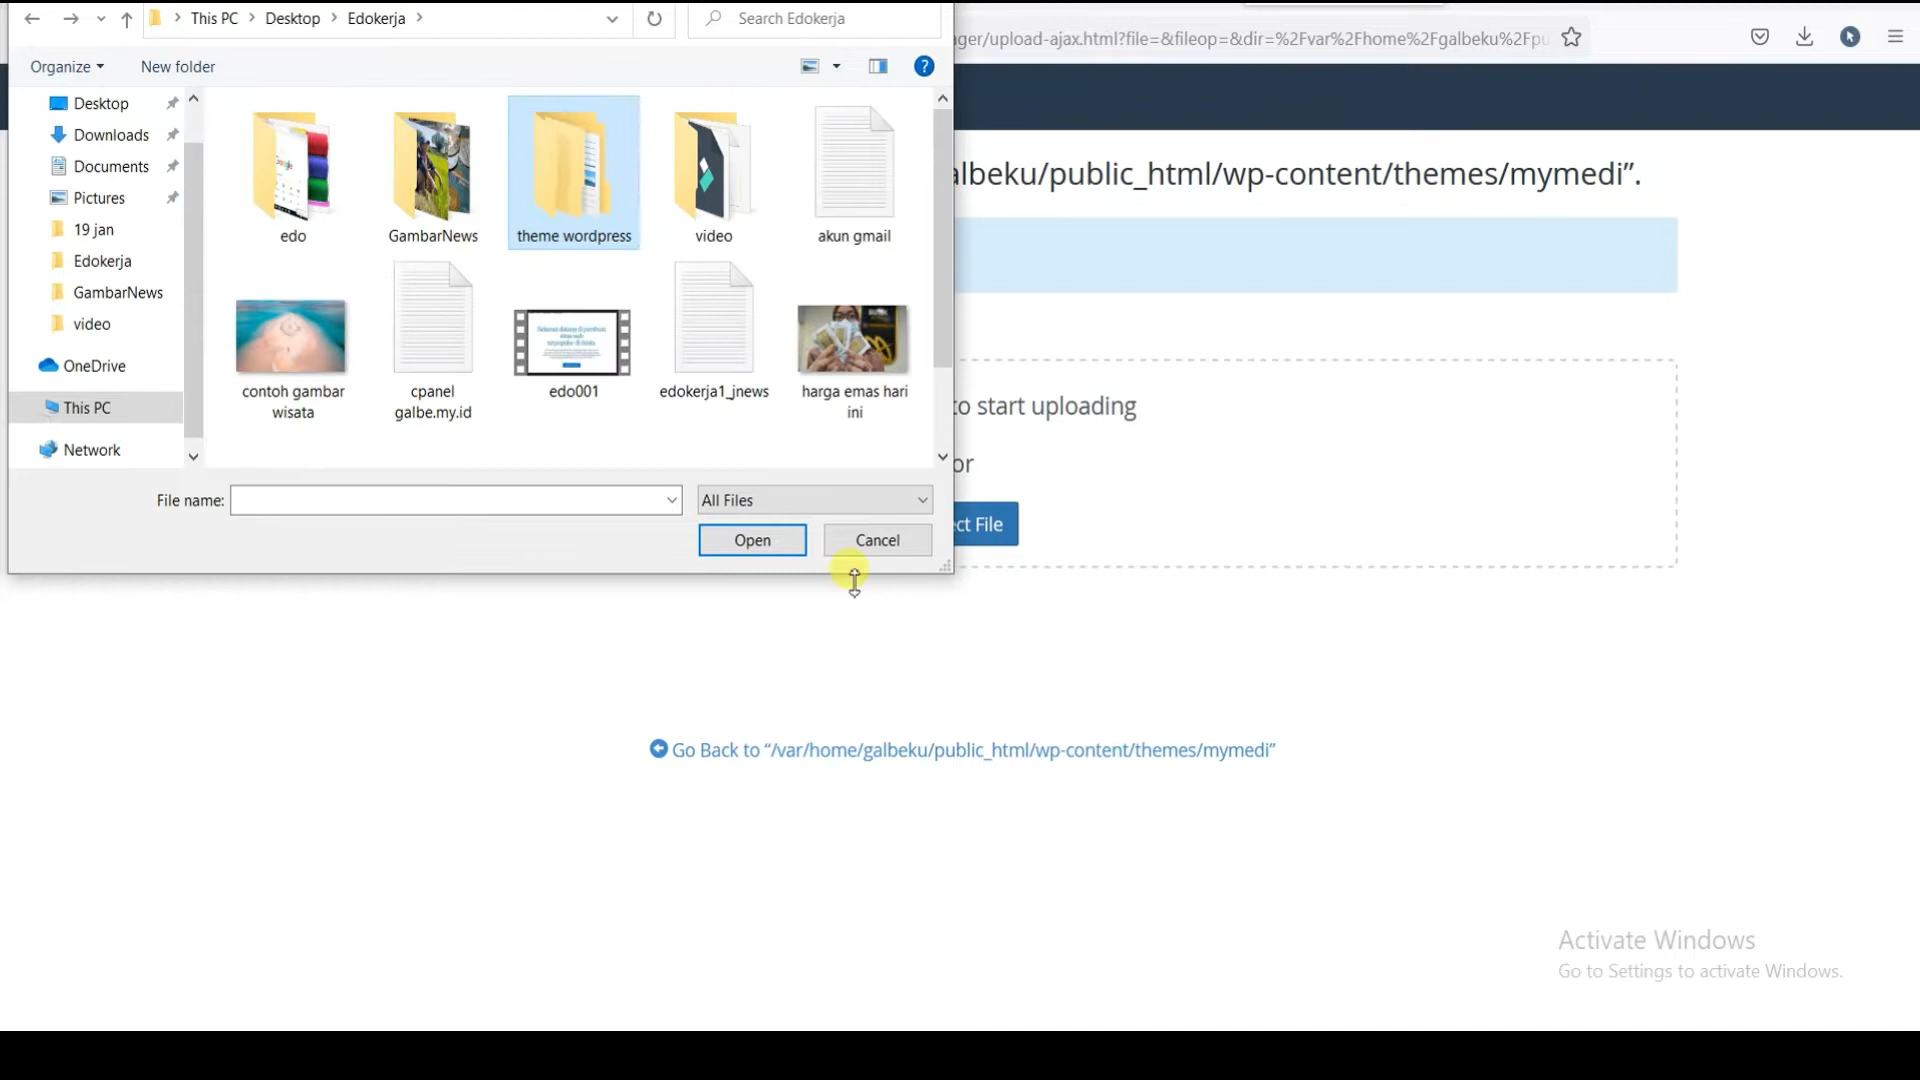 This PC > Desktop > Edokerja >
Search Edokerja
ager/upload-ajax.html?file=&fileop=&dir=%2Fvar%2Fhome%2Fgalbeku%2Fpu
Organize
New folder
?
Desktop
Downloads
Documents
Pictures
19 jan
Edokerja
GambarNews
video
OneDrive
This PC
Network
edo
GambarNews
theme wordpress
video
akun gmail
contoh gambar
wisata
cpanel
galbe.my.id
edo001
edokerja1_jnews
harga emas hari
ini
File name:
All Files
Open
Cancel
albeku/public_html/wp-content/themes/mymedi”.
to start uploading
or
ct File
Go Back to “/var/home/galbeku/public_html/wp-content/themes/mymedi”
Activate Windows
Go to Settings to activate Windows.